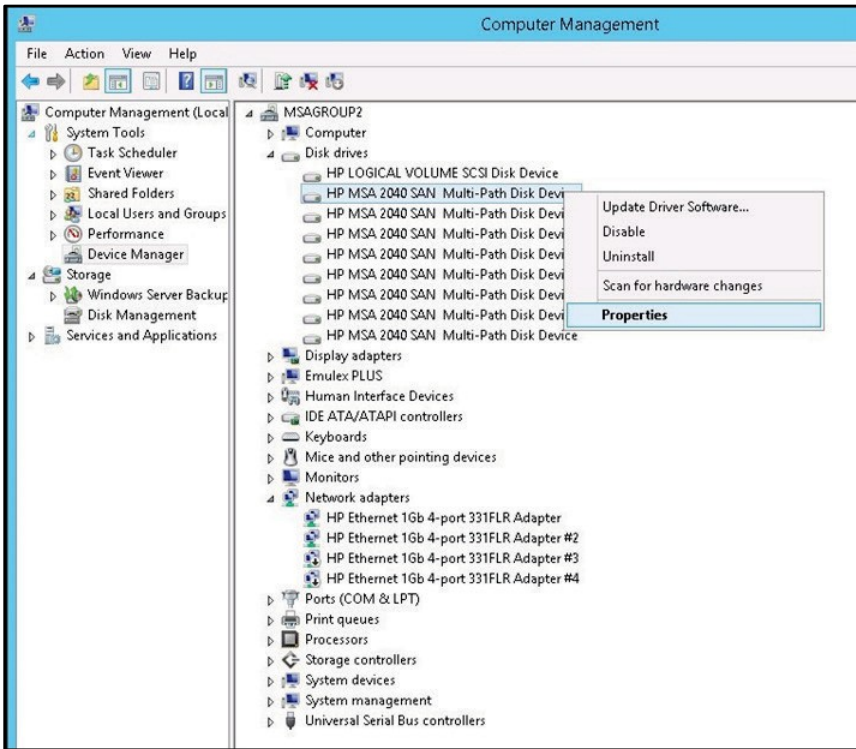 Computer Management
File Action View Help
Computer Management (Local
System Tools
Task Scheduler
Event Viewer
Shared Folders
Local Users and Groups
Performance
Device Manager
Storage
Windows Server Backup
Disk Management
Services and Applications
MSAGROUP2
Computer
Disk drives
HP LOGICAL VOLUME SCSI Disk Device
HP MSA 2040 SAN Multi-Path Disk Devi
HP MSA 2040 SAN Multi-Path Disk Devi
HP MSA 2040 SAN Multi-Path Disk Devi
HP MSA 2040 SAN Multi-Path Disk Devi
HP MSA 2040 SAN Multi-Path Disk Devi
HP MSA 2040 SAN Multi-Path Disk Devi
HP MSA 2040 SAN Multi-Path Disk Devi
HP MSA 2040 SAN Multi-Path Disk Device
Display adapters
Emulex PLUS
Human Interface Devices
IDE ATA/ATAPI controllers
Keyboards
Mice and other pointing devices
Monitors
Network adapters
HP Ethernet 1Gb 4-port 331FLR Adapter
HP Ethernet 1Gb 4-port 331FLR Adapter #2
HP Ethernet 1Gb 4-port 331FLR Adapter #3
HP Ethernet 1Gb 4-port 331FLR Adapter #4
Ports (COM & LPT)
Print queues
Processors
Storage controllers
System devices
System management
Universal Serial Bus controllers
Update Driver Software...
Disable
Uninstall
Scan for hardware changes
Properties